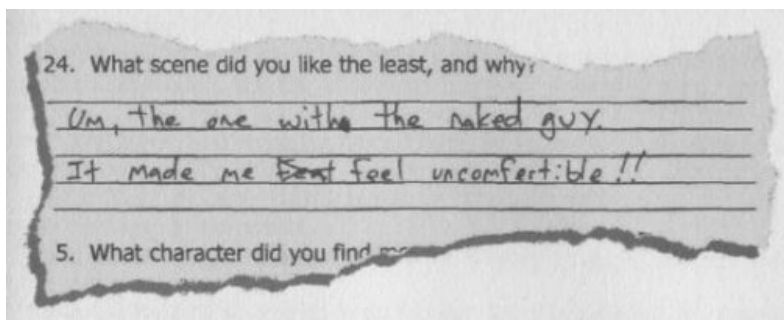 24. What scene did you like the least, and why?
Um, the one with the naked guy.
It made me feel uncomfertible!!
5. What character did you find